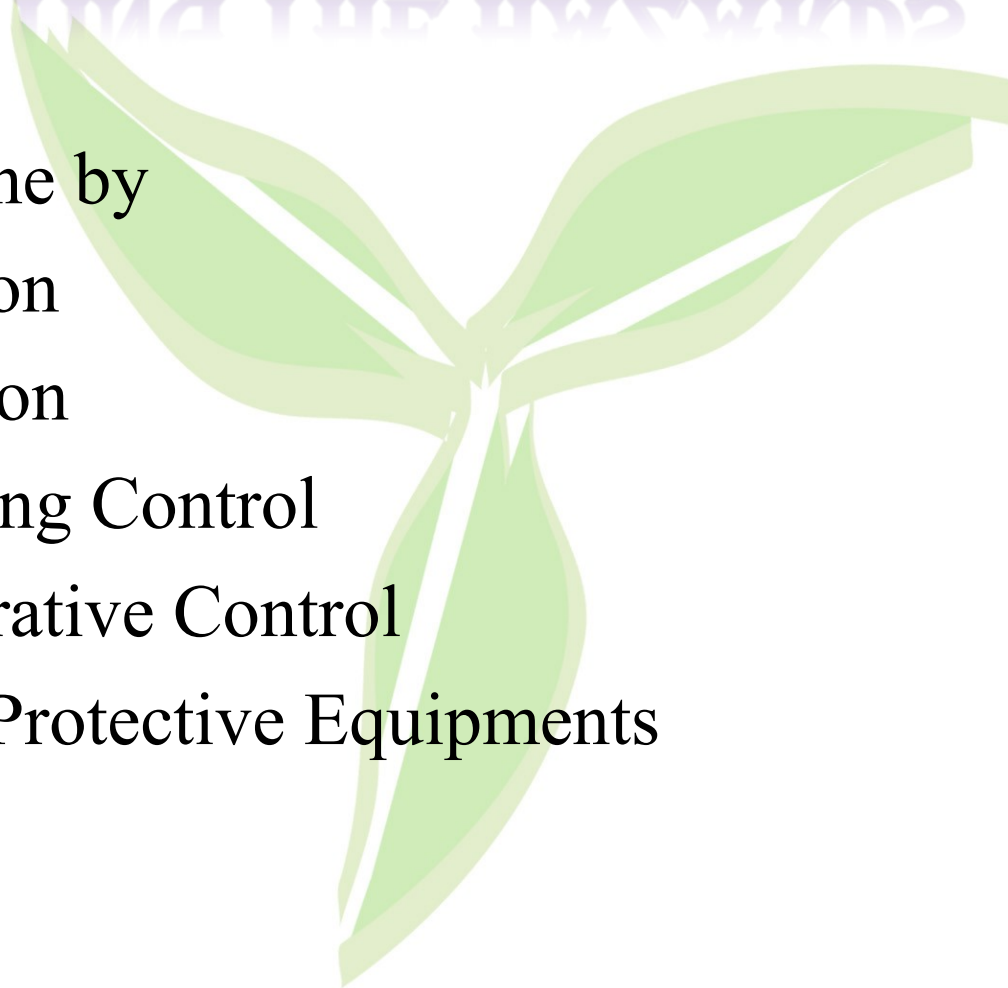 ne by
on
on
ng Control
rative Control
Protective Equipments